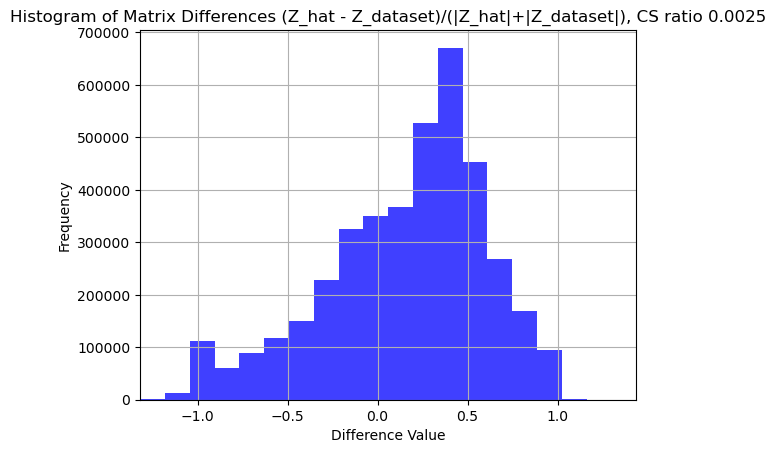 Histogram of Matrix Differences (Z_hat - Z_dataset)/(|Z_hat|+|Z_dataset|), CS ratio 0.0025
700000
600000
500000
400000
300000
200000
100000
0
Frequency
−1.0 −0.5 0.0 0.5 1.0
Difference Value